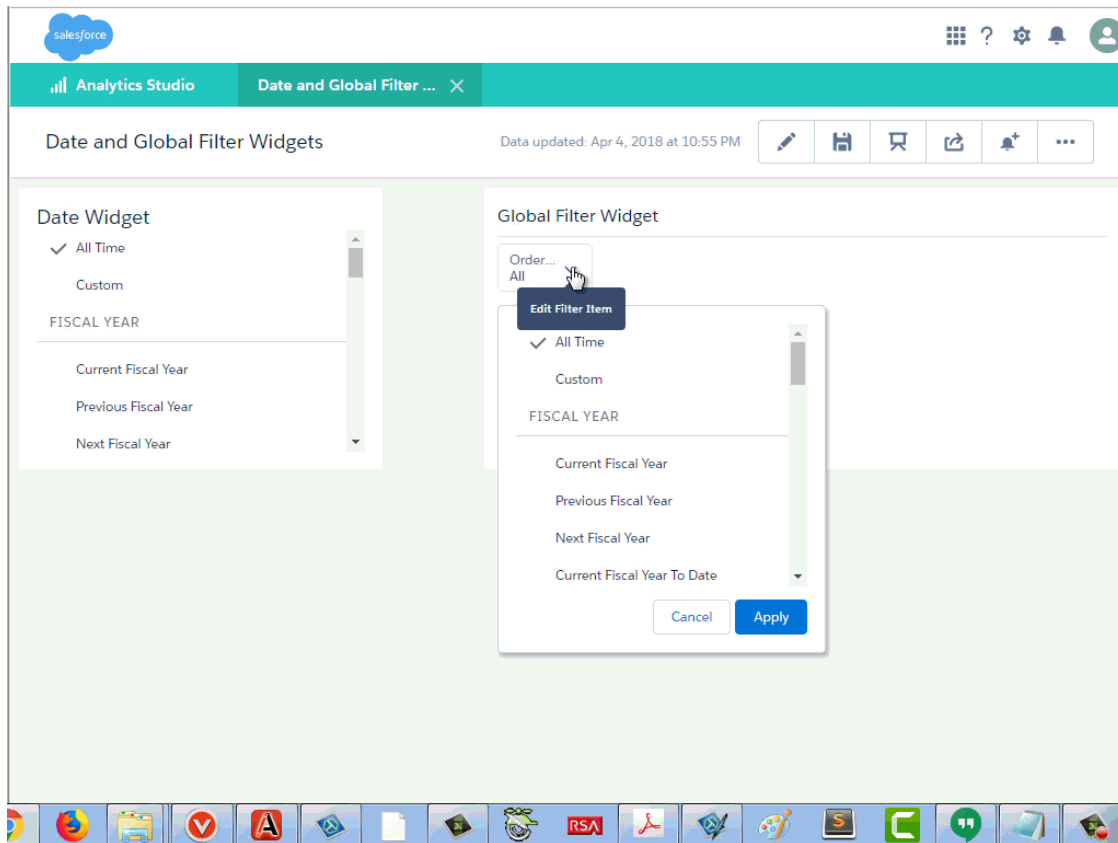 salesforce
?
Analytics Studio
Date and Global Filter ...
Date and Global Filter Widgets
Data updated: Apr 4, 2018 at 10:55 PM
Date Widget
All Time
Custom
FISCAL YEAR
Current Fiscal Year
Previous Fiscal Year
Next Fiscal Year
Global Filter Widget
Order...
All
Edit Filter Item
All Time
Custom
FISCAL YEAR
Current Fiscal Year
Previous Fiscal Year
Next Fiscal Year
Current Fiscal Year To Date
Cancel
Apply
RSA
S